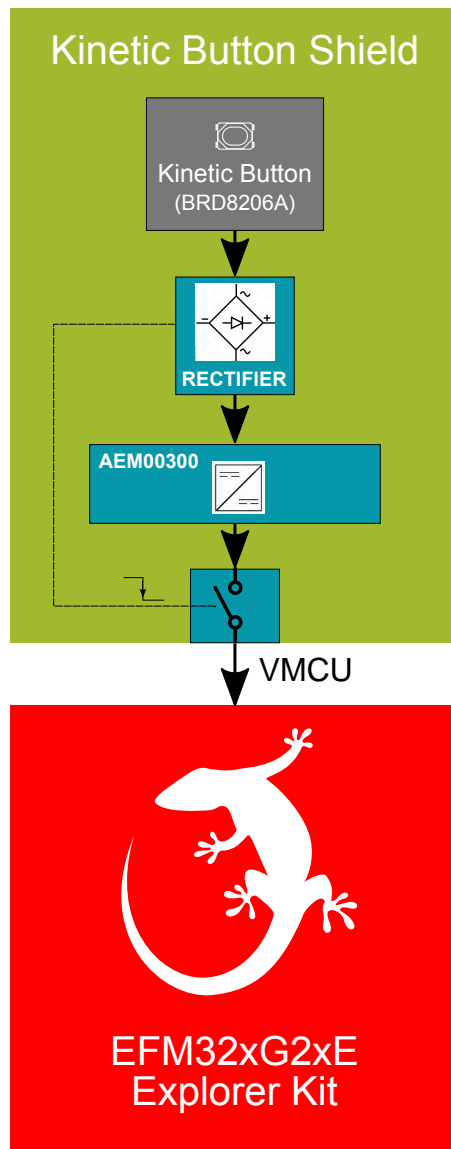 Kinetic Button Shield
Kinetic Button
(BRD8206A)
RECTIFIER
AEM00300
VMCU
EFM32xG2xE
Explorer Kit